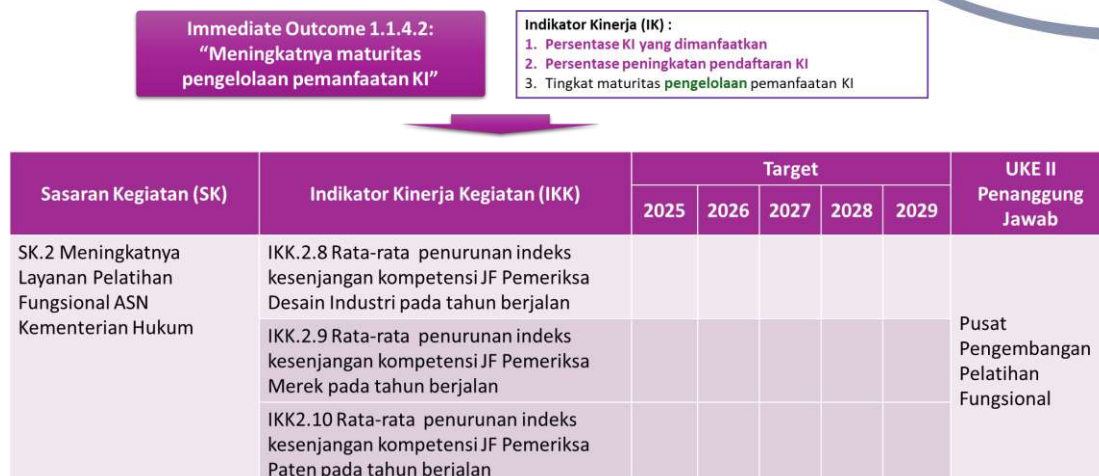 Immediate Outcome 1.1.4.2:
“Meningkatnya maturitas
pengelolaan pemanfaatan KI”
Indikator Kinerja (IK) :
1. Persentase KI yang dimanfaatkan
2. Persentase peningkatan pendaftaran KI
3. Tingkat maturitas pengelolaan pemanfaatan KI
Sasaran Kegiatan (SK)
Indikator Kinerja Kegiatan (IKK)
Target
2025 2026 2027 2028 2029
UKE II
Penanggung
Jawab
SK.2 Meningkatnya
Layanan Pelatihan
Fungsional ASN
Kementerian Hukum
IKK.2.8 Rata-rata penurunan indeks
kesenjangan kompetensi JF Pemeriksa
Desain Industri pada tahun berjalan
IKK.2.9 Rata-rata penurunan indeks
kesenjangan kompetensi JF Pemeriksa
Merek pada tahun berjalan
IKK2.10 Rata-rata penurunan indeks
kesenjangan kompetensi JF Pemeriksa
Paten pada tahun berjalan
Pusat
Pengembangan
Pelatihan
Fungsional